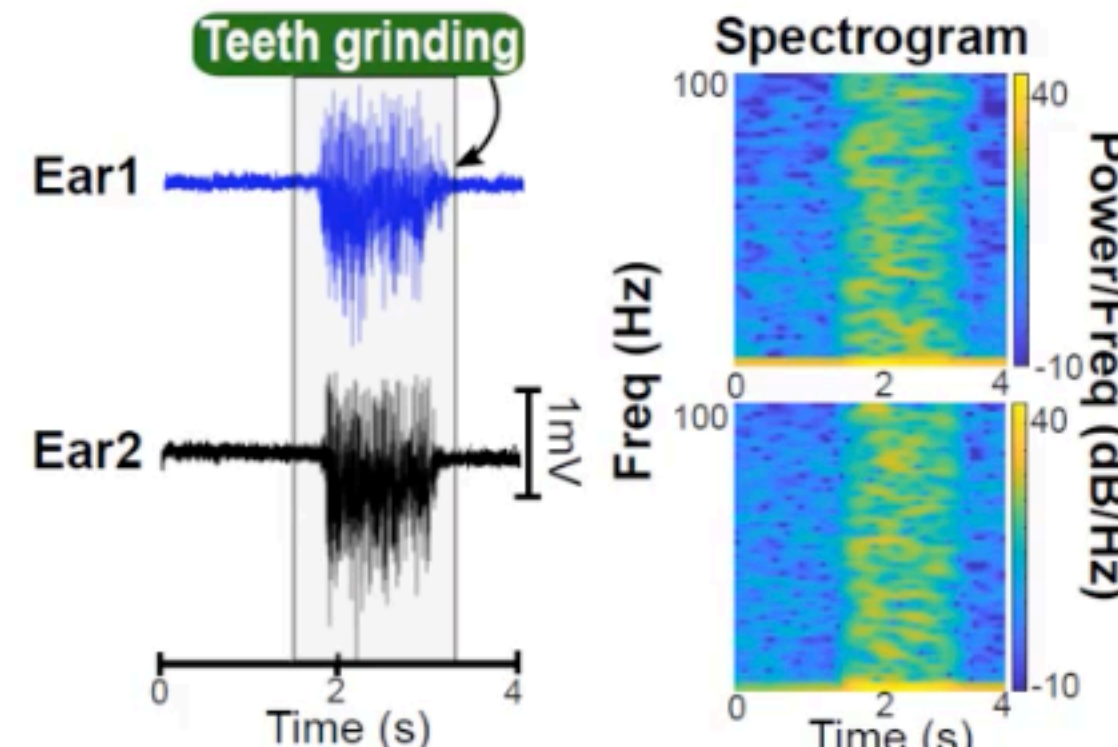 Teeth grinding
Ear1
Ear2
1mV
0
2
4
Time (s)
Spectrogram
Freq (Hz)
100
0
2
4
40
-10
100
0
2
4
40
-10
Time (s)
Power/Freq (dB/Hz)